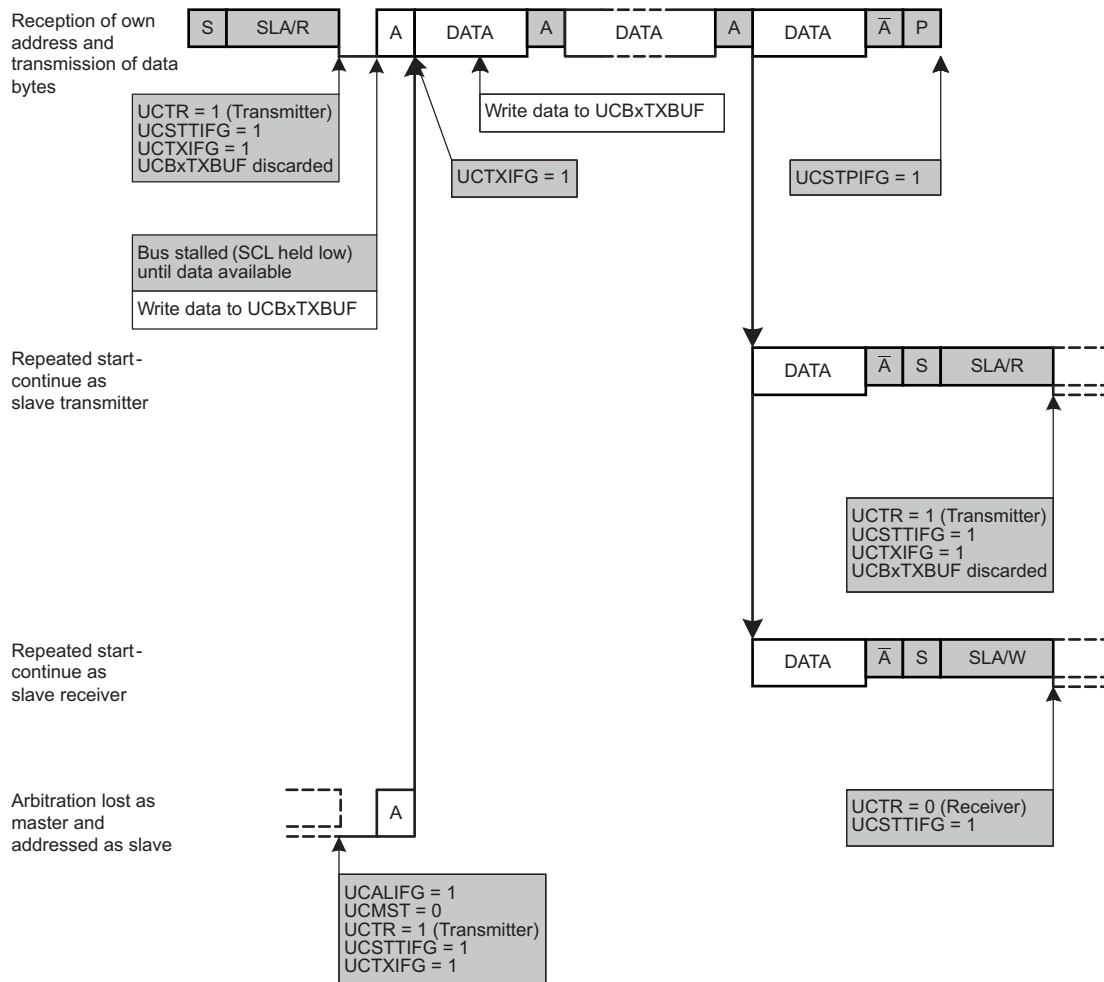 Reception of own
address and
transmission of data
bytes
S SLA/R A DATA A DATA A DATA A̅ P
UCTR = 1 (Transmitter)
UCSTTIFG = 1
UCTXIFG = 1
UCBxTXBUF discarded
Write data to UCBxTXBUF
UCTXIFG = 1
UCSTPIFG = 1
Bus stalled (SCL held low)
until data available
Write data to UCBxTXBUF
Repeated start-
continue as
slave transmitter
DATA A̅ S SLA/R
UCTR = 1 (Transmitter)
UCSTTIFG = 1
UCTXIFG = 1
UCBxTXBUF discarded
Repeated start-
continue as
slave receiver
DATA A̅ S SLA/W
UCTR = 0 (Receiver)
UCSTTIFG = 1
Arbitration lost as
master and
addressed as slave
A
UCALIFG = 1
UCMST = 0
UCTR = 1 (Transmitter)
UCSTTIFG = 1
UCTXIFG = 1